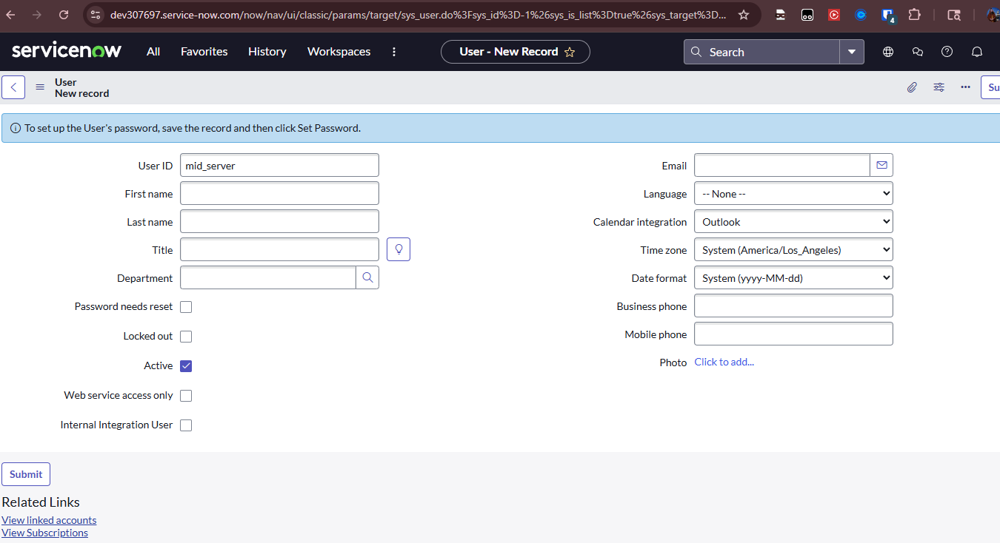 dev307697.service-now.com/now/nav/ui/classic/params/target/sys_user.do%3Fsys_id%3D-1%26sys_is_list%3Dtrue%26sys_target%3D...
4
servicenow All Favorites History Workspaces User - New Record Search
User
New record
Su
To set up the User's password, save the record and then click Set Password.
User ID mid_server
First name
Last name
Title
Department
Password needs reset
Locked out
Active
Web service access only
Internal Integration User
Email
Language -- None --
Calendar integration Outlook
Time zone System (America/Los_Angeles)
Date format System (yyyy-MM-dd)
Business phone
Mobile phone
Photo Click to add...
Submit
Related Links
View linked accounts
View Subscriptions